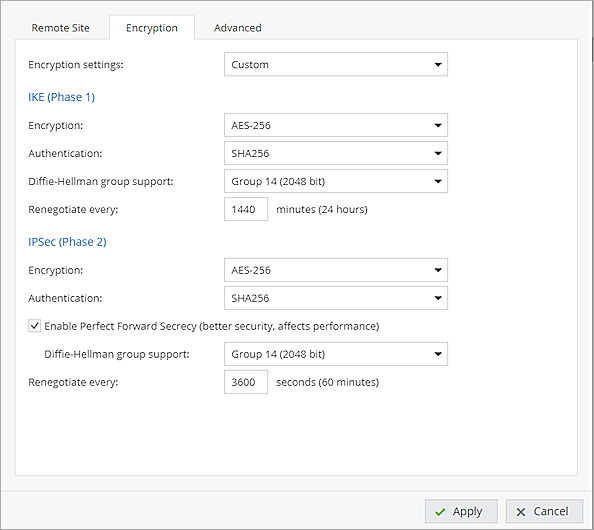 Remote Site Encryption Advanced
Encryption settings: Custom
IKE (Phase 1)
Encryption: AES-256
Authentication: SHA256
Diffie-Hellman group support: Group 14 (2048 bit)
Renegotiate every: 1440 minutes (24 hours)
IPSec (Phase 2)
Encryption: AES-256
Authentication: SHA256
Enable Perfect Forward Secrecy (better security, affects performance)
Diffie-Hellman group support: Group 14 (2048 bit)
Renegotiate every: 3600 seconds (60 minutes)
Apply Cancel